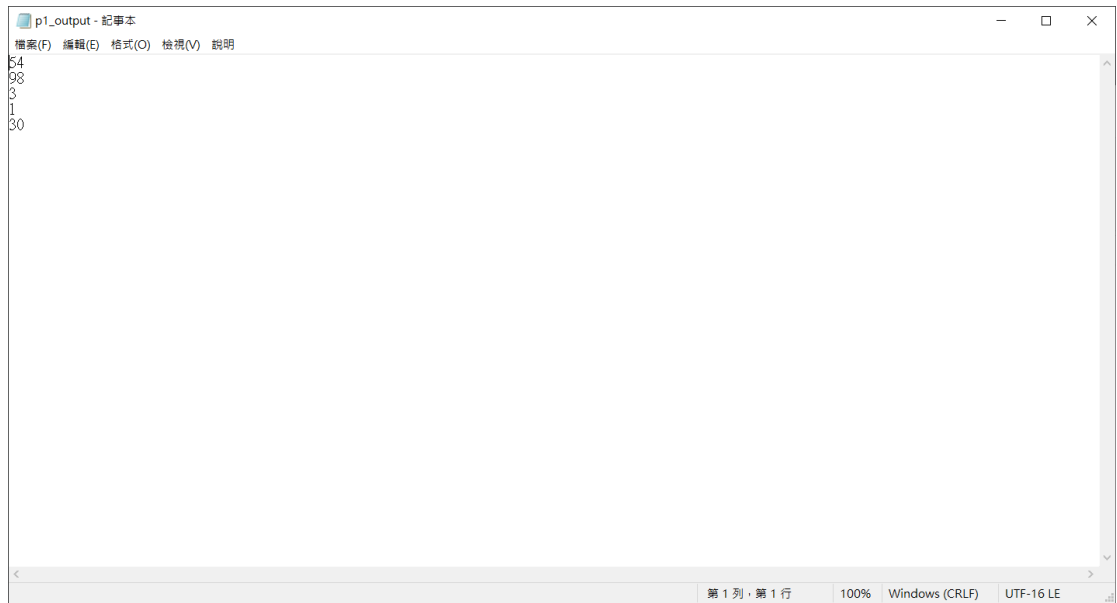 p1_output - 記事本
檔案(F) 編輯(E) 格式(O) 檢視(V) 說明
54
98
3
1
30
第 1 列，第 1 行 100% Windows (CRLF) UTF-16 LE